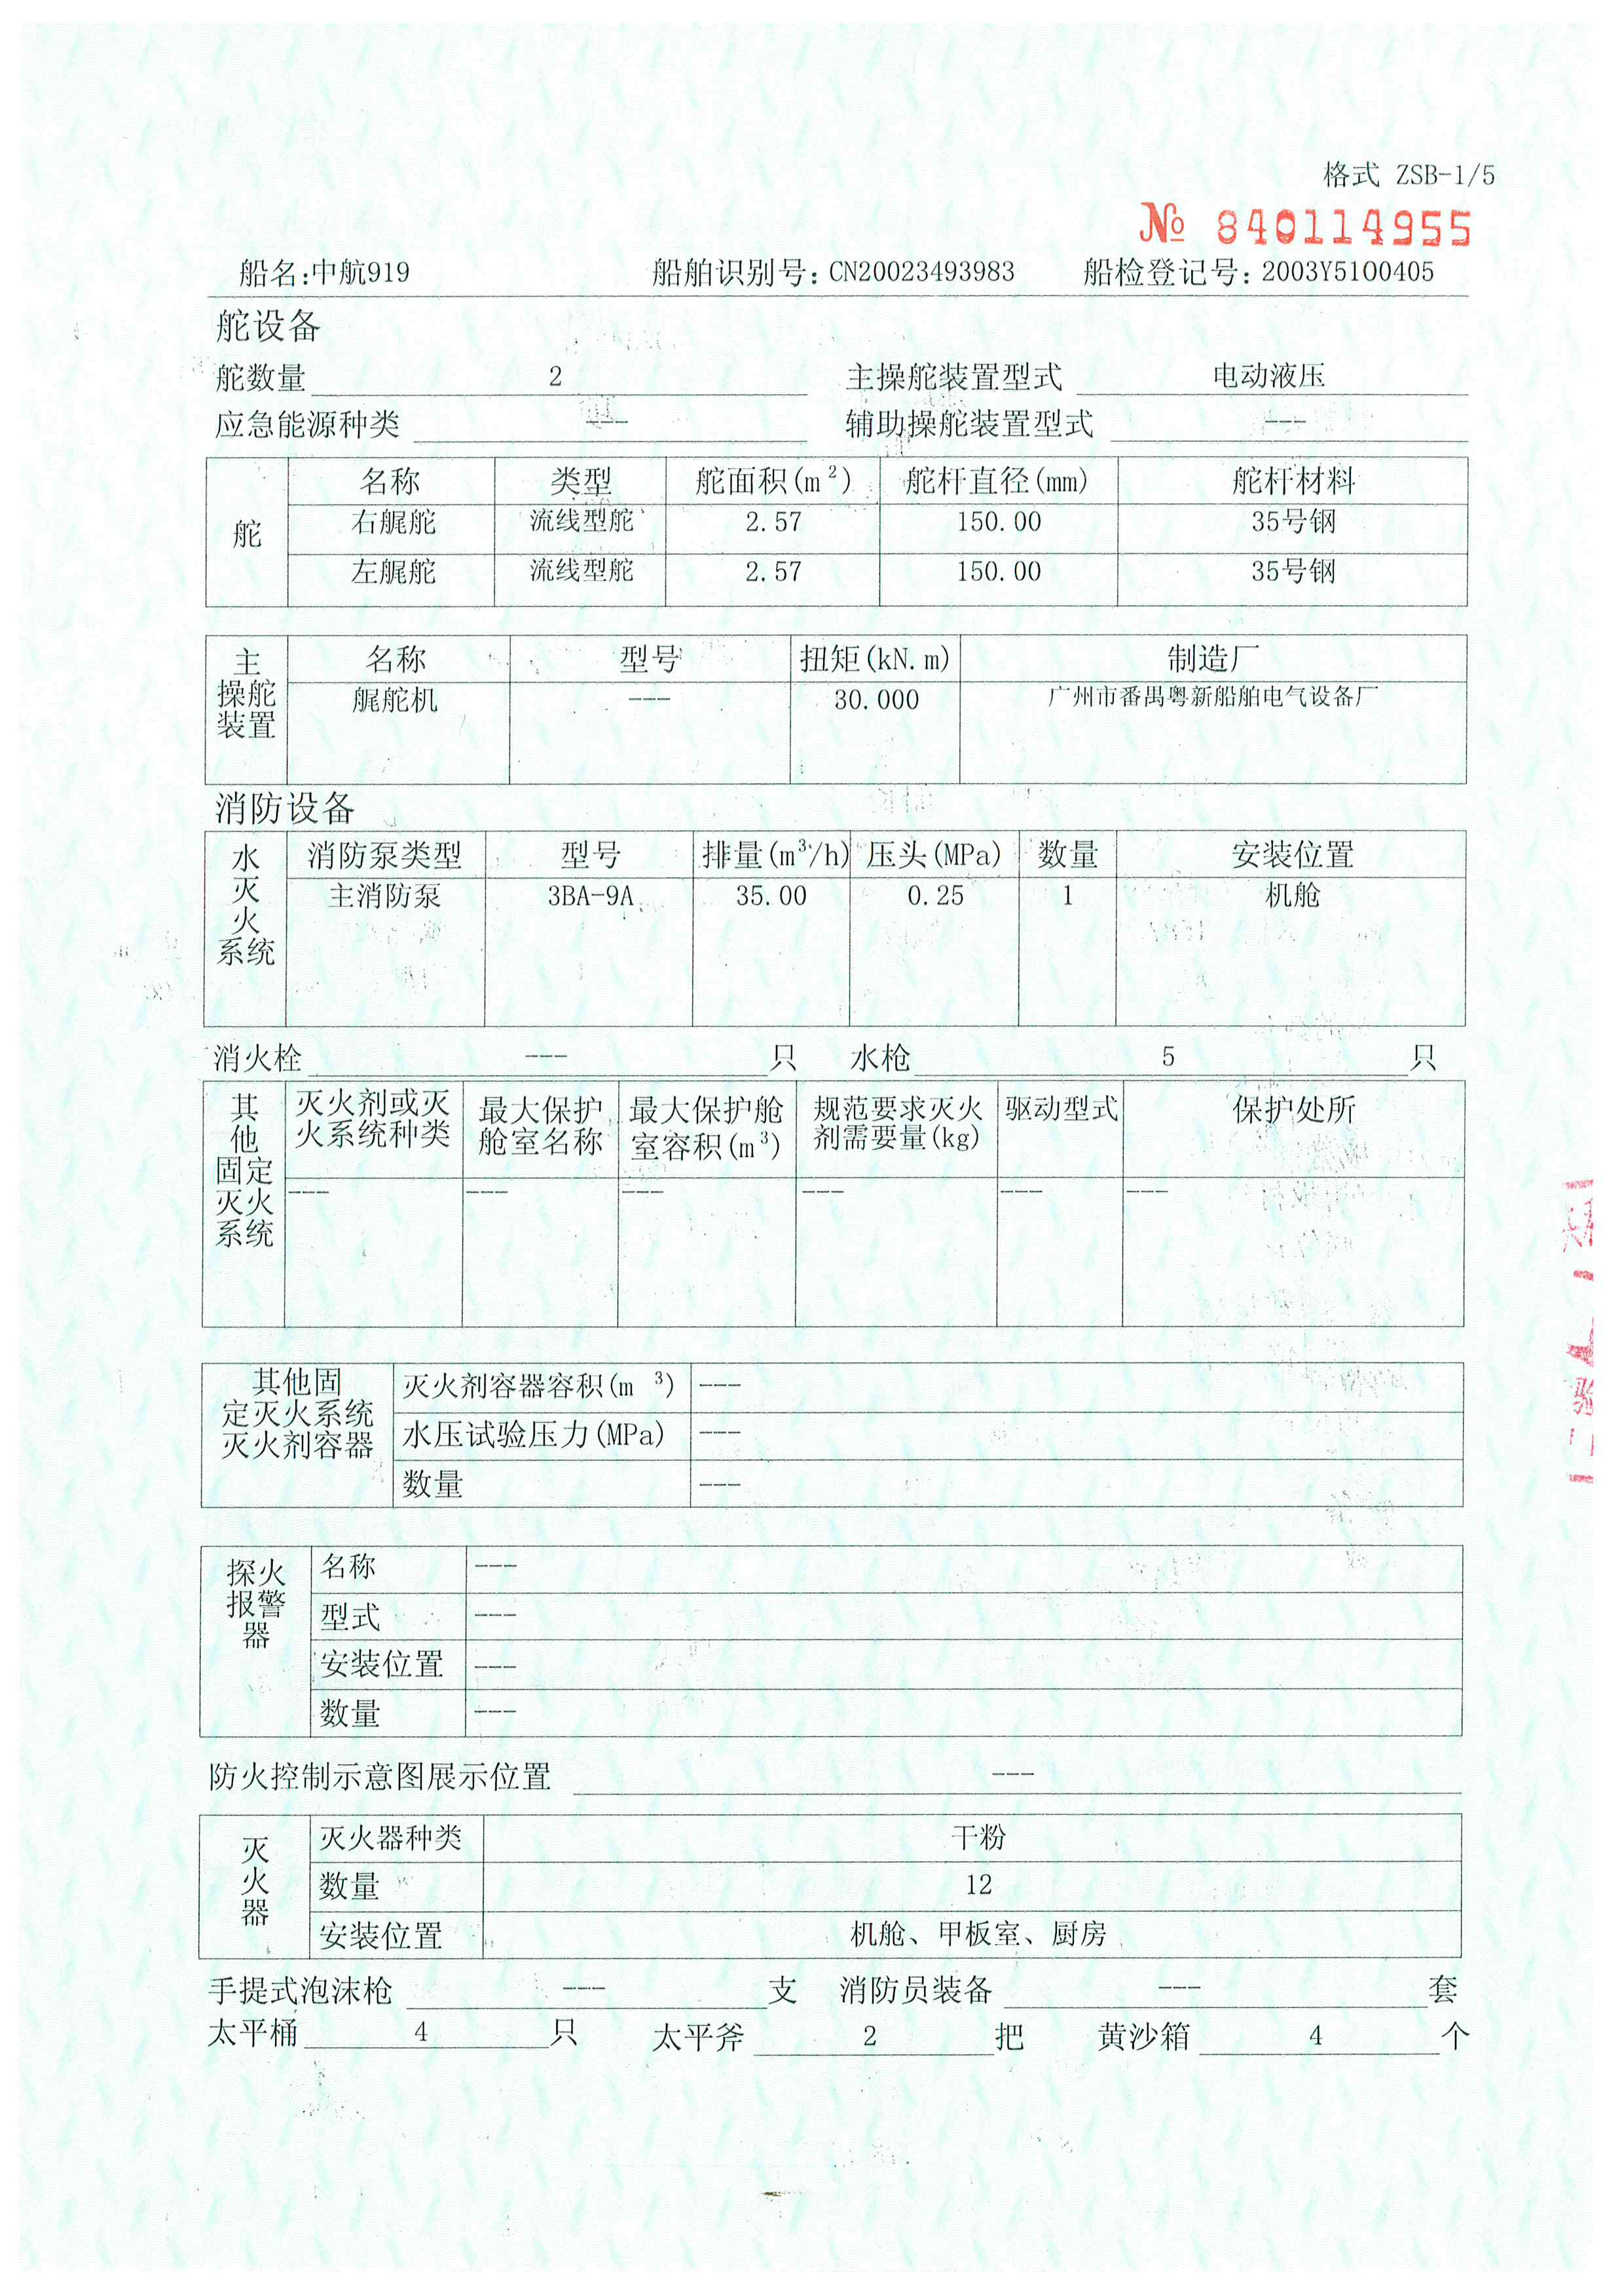 格式 ZSB-1/5
№ 840114955
船名:中航919 船舶识别号: CN20023493983 船检登记号: 2003Y5100405
舵设备
舵数量 2 主操舵装置型式 电动液压
应急能源种类 --- 辅助操舵装置型式 ---
舵
名称 类型 舵面积(m²) 舵杆直径(mm) 舵杆材料
右艉舵 流线型舵 2.57 150.00 35号钢
左艉舵 流线型舵 2.57 150.00 35号钢
主
操舵
装置
名称 型号 扭矩(kN.m) 制造厂
艉舵机 --- 30.000 广州市番禺粤新船舶电气设备厂
消防设备
水
灭
火
系统
消防泵类型 型号 排量(m³/h) 压头(MPa) 数量 安装位置
主消防泵 3BA-9A 35.00 0.25 1 机舱
消火栓 --- 只 水枪 5 只
其
他
固定
灭火
系统
灭火剂或灭 最大保护 最大保护舱 规范要求灭火 驱动型式 保护处所
火系统种类 舱室名称 室容积(m³) 剂需要量(kg)
--- --- --- --- --- ---
其他固
定灭火系统
灭火剂容器
灭火剂容器容积(m ³) ---
水压试验压力(MPa) ---
数量 ---
探火
报警
器
名称 ---
型式 ---
安装位置 ---
数量 ---
防火控制示意图展示位置 ---
灭
火
器
灭火器种类 干粉
数量 12
安装位置 机舱、甲板室、厨房
手提式泡沫枪 --- 支 消防员装备 --- 套
太平桶 4 只 太平斧 2 把 黄沙箱 4 个